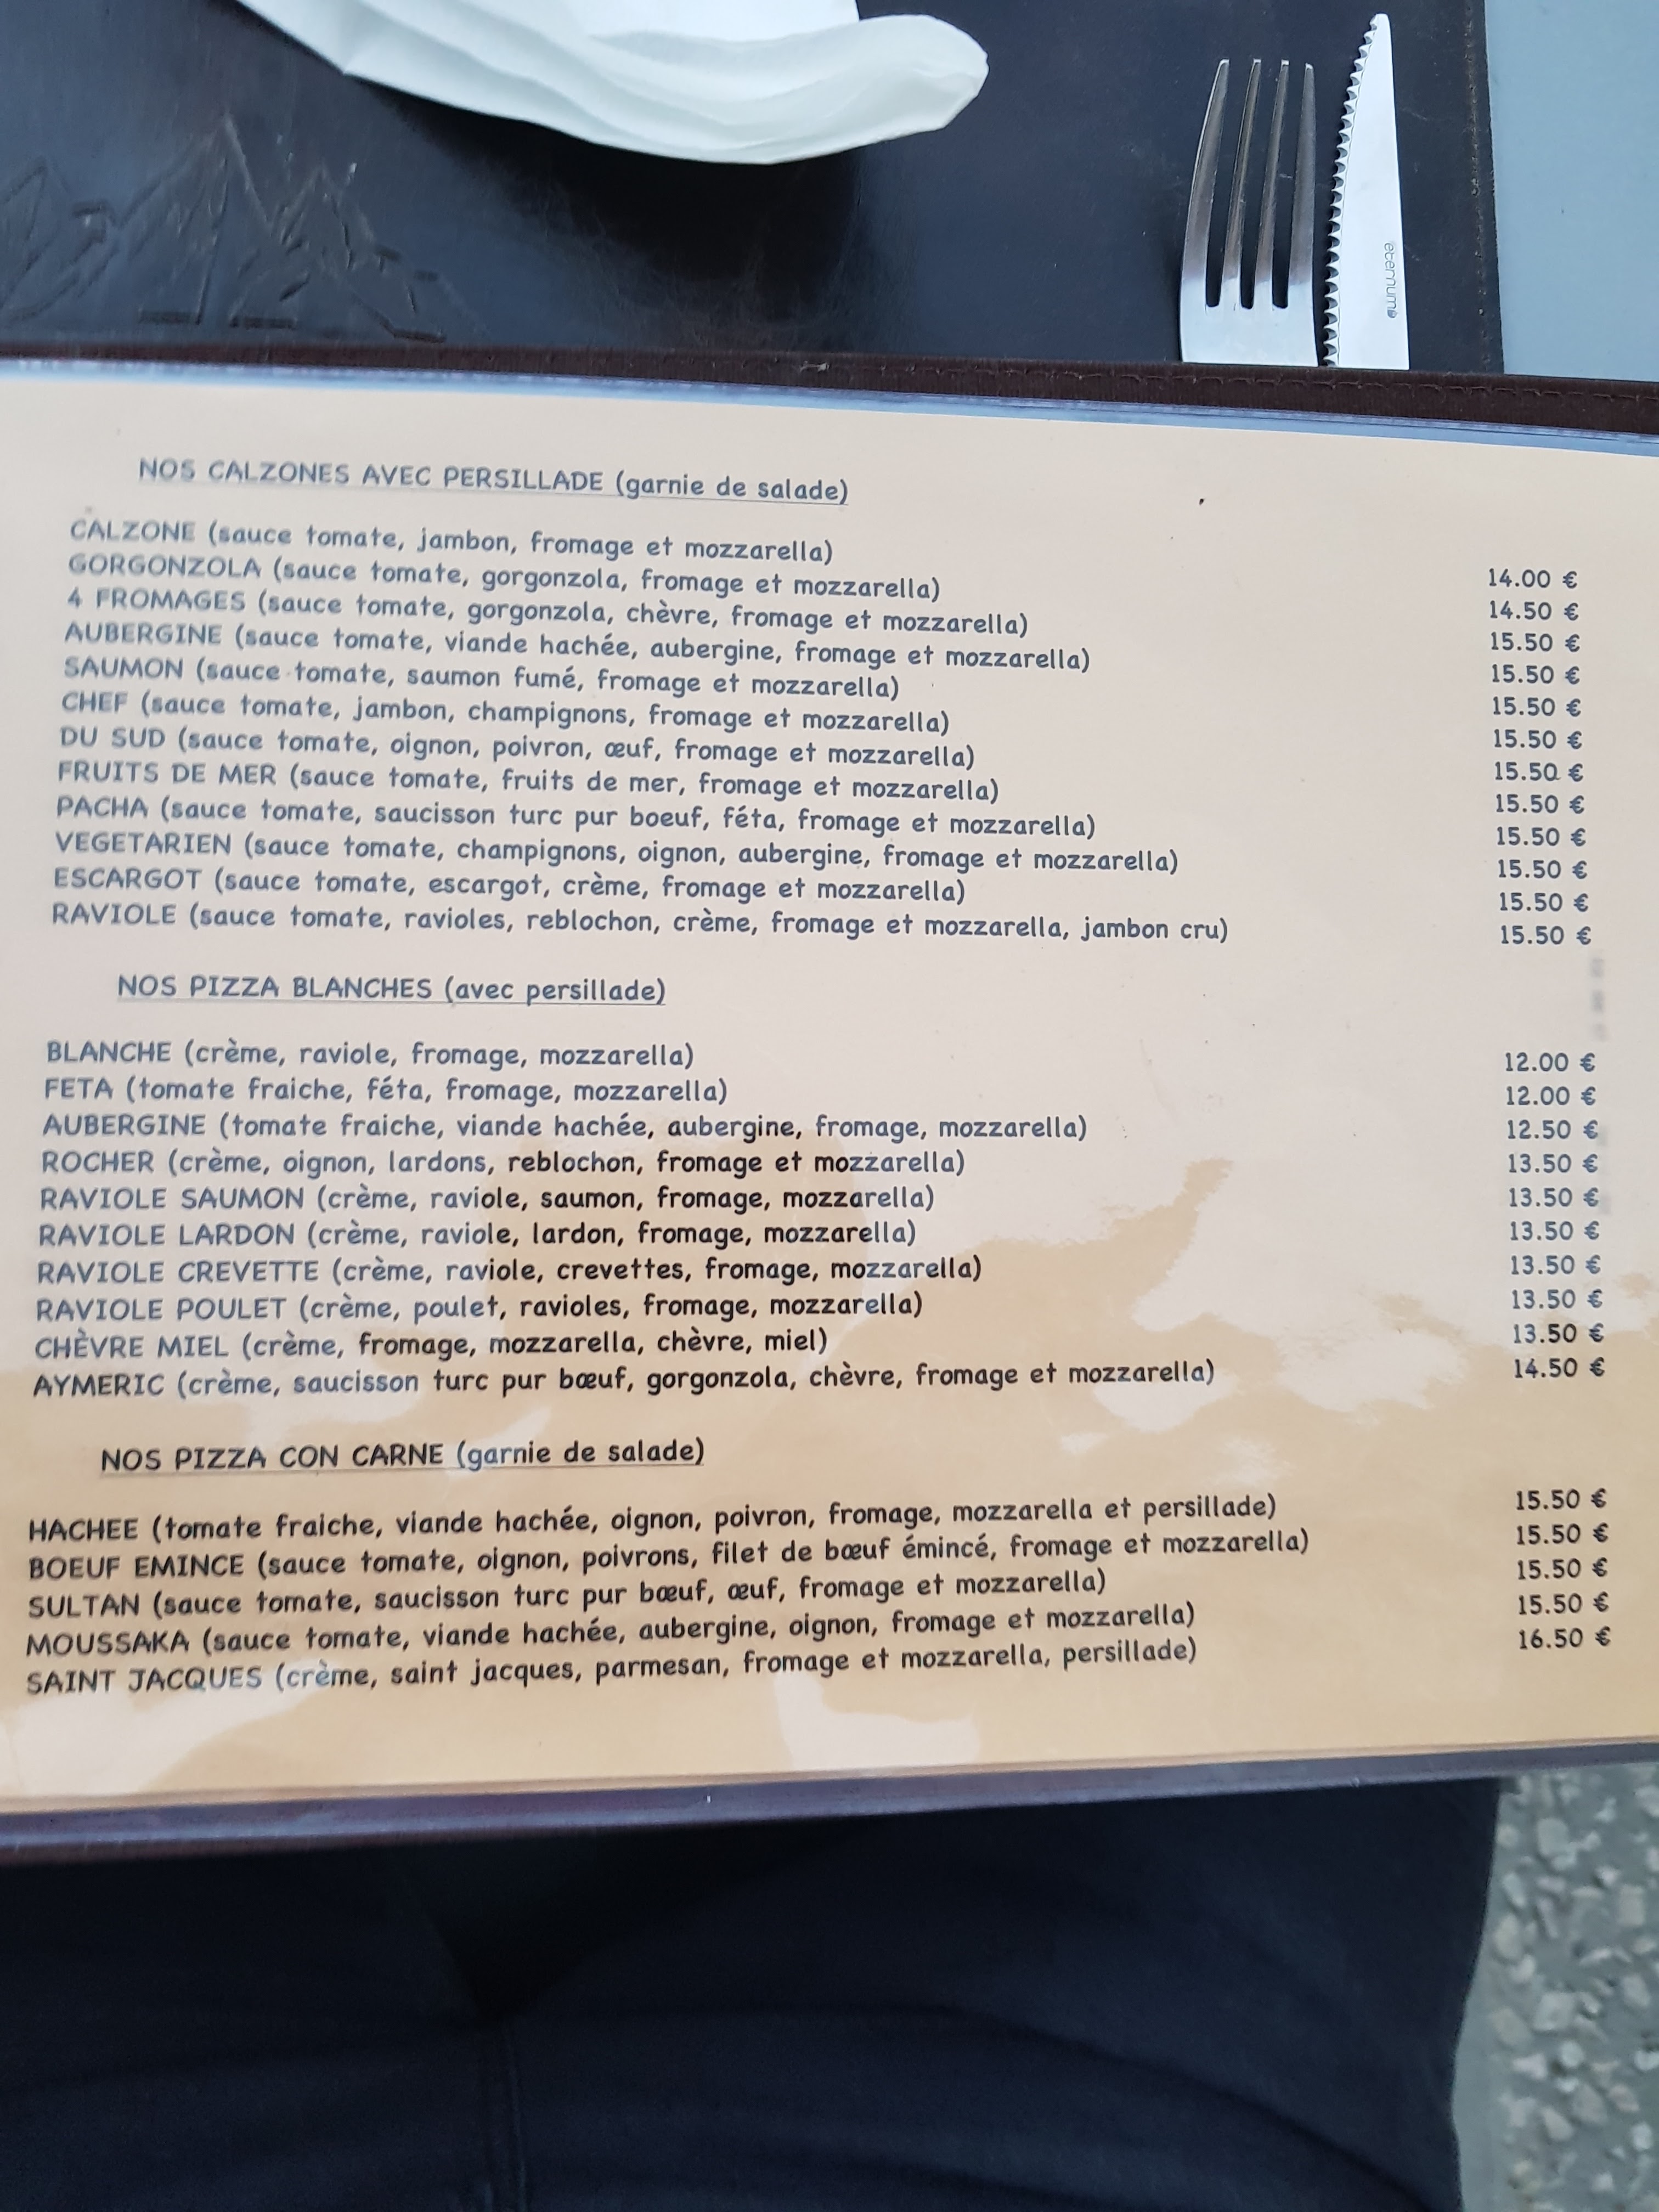 eternum
NOS CALZONES AVEC PERSILLADE (garnie de salade)
CALZONE (sauce tomate, jambon, fromage et mozzarella) 14.00 €
GORGONZOLA (sauce tomate, gorgonzola, fromage et mozzarella) 14.50 €
4 FROMAGES (sauce tomate, gorgonzola, chèvre, fromage et mozzarella) 15.50 €
AUBERGINE (sauce tomate, viande hachée, aubergine, fromage et mozzarella) 15.50 €
SAUMON (sauce tomate, saumon fumé, fromage et mozzarella) 15.50 €
CHEF (sauce tomate, jambon, champignons, fromage et mozzarella) 15.50 €
DU SUD (sauce tomate, oignon, poivron, œuf, fromage et mozzarella) 15.50 €
FRUITS DE MER (sauce tomate, fruits de mer, fromage et mozzarella) 15.50 €
PACHA (sauce tomate, saucisson turc pur boeuf, féta, fromage et mozzarella) 15.50 €
VEGETARIEN (sauce tomate, champignons, oignon, aubergine, fromage et mozzarella) 15.50 €
ESCARGOT (sauce tomate, escargot, crème, fromage et mozzarella) 15.50 €
RAVIOLE (sauce tomate, ravioles, reblochon, crème, fromage et mozzarella, jambon cru) 15.50 €
NOS PIZZA BLANCHES (avec persillade)
BLANCHE (crème, raviole, fromage, mozzarella) 12.00 €
FETA (tomate fraiche, féta, fromage, mozzarella) 12.00 €
AUBERGINE (tomate fraiche, viande hachée, aubergine, fromage, mozzarella) 12.50 €
ROCHER (crème, oignon, lardons, reblochon, fromage et mozzarella) 13.50 €
RAVIOLE SAUMON (crème, raviole, saumon, fromage, mozzarella) 13.50 €
RAVIOLE LARDON (crème, raviole, lardon, fromage, mozzarella) 13.50 €
RAVIOLE CREVETTE (crème, raviole, crevettes, fromage, mozzarella) 13.50 €
RAVIOLE POULET (crème, poulet, ravioles, fromage, mozzarella) 13.50 €
CHÈVRE MIEL (crème, fromage, mozzarella, chèvre, miel) 13.50 €
AYMERIC (crème, saucisson turc pur bœuf, gorgonzola, chèvre, fromage et mozzarella) 14.50 €
NOS PIZZA CON CARNE (garnie de salade)
HACHEE (tomate fraiche, viande hachée, oignon, poivron, fromage, mozzarella et persillade) 15.50 €
BOEUF EMINCE (sauce tomate, oignon, poivrons, filet de bœuf émincé, fromage et mozzarella) 15.50 €
SULTAN (sauce tomate, saucisson turc pur bœuf, œuf, fromage et mozzarella) 15.50 €
MOUSSAKA (sauce tomate, viande hachée, aubergine, oignon, fromage et mozzarella) 15.50 €
SAINT JACQUES (crème, saint jacques, parmesan, fromage et mozzarella, persillade) 16.50 €